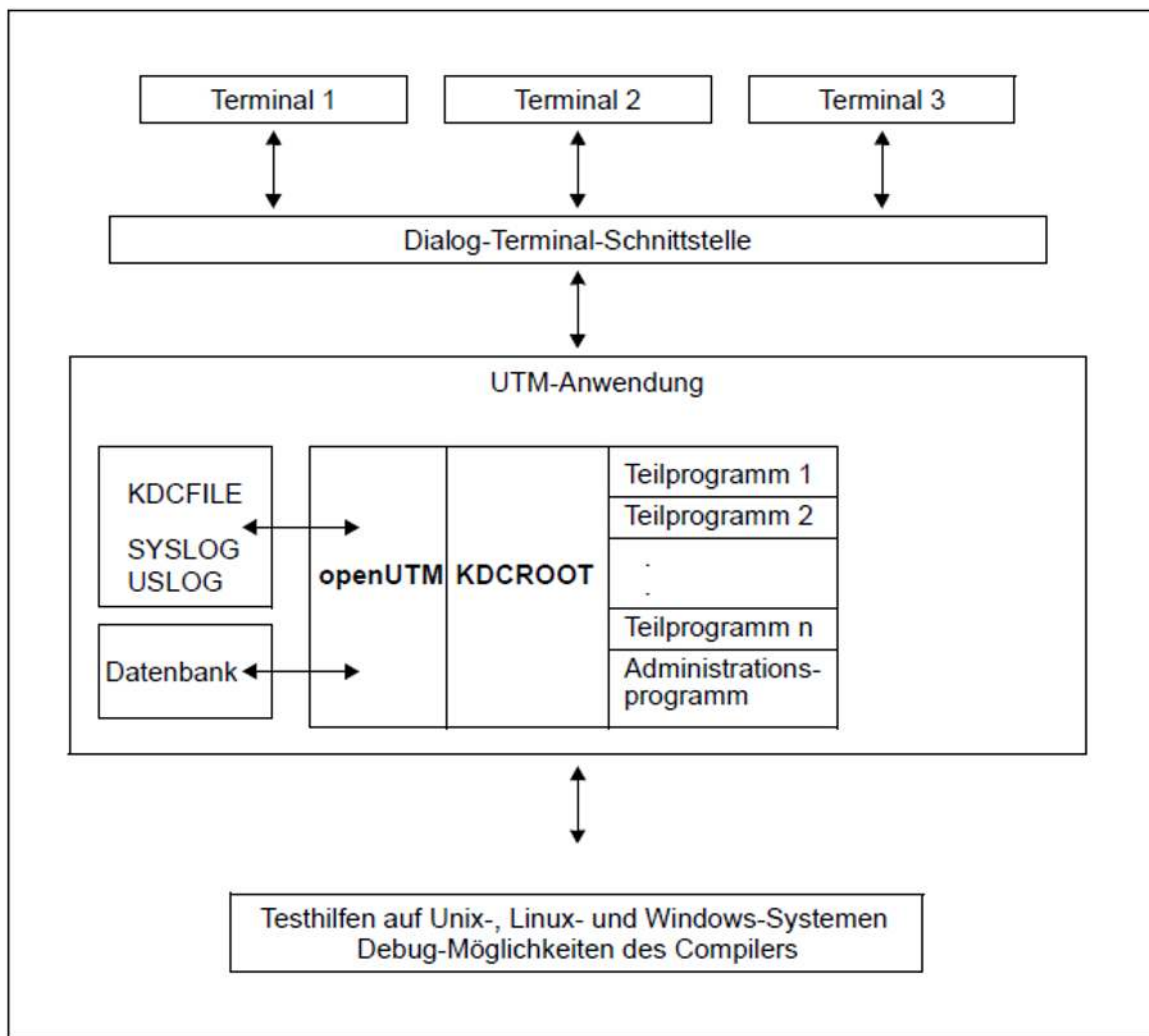 Terminal 1
Terminal 2
Terminal 3
Dialog-Terminal-Schnittstelle
UTM-Anwendung
KDCFILE
SYSLOG
USLOG
Datenbank
openUTM
KDCROOT
Teilprogramm 1
Teilprogramm 2
.
.
Teilprogramm n
Administrations-
programm
Testhilfen auf Unix-, Linux- und Windows-Systemen
Debug-Möglichkeiten des Compilers